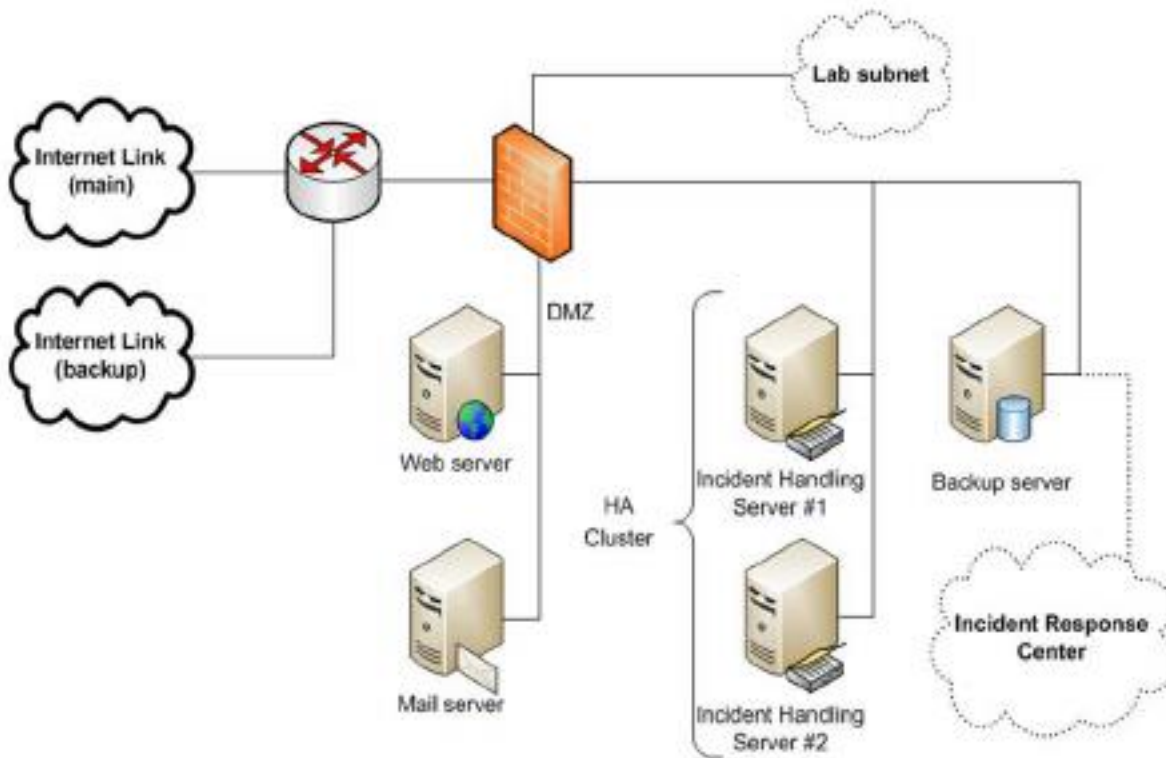 Lab subnet
Internet Link
(main)
Internet Link
(backup)
DMZ
Web server
Mail server
HA
Cluster
Incident Handling
Server #1
Incident Handling
Server #2
Backup server
Incident Response
Center